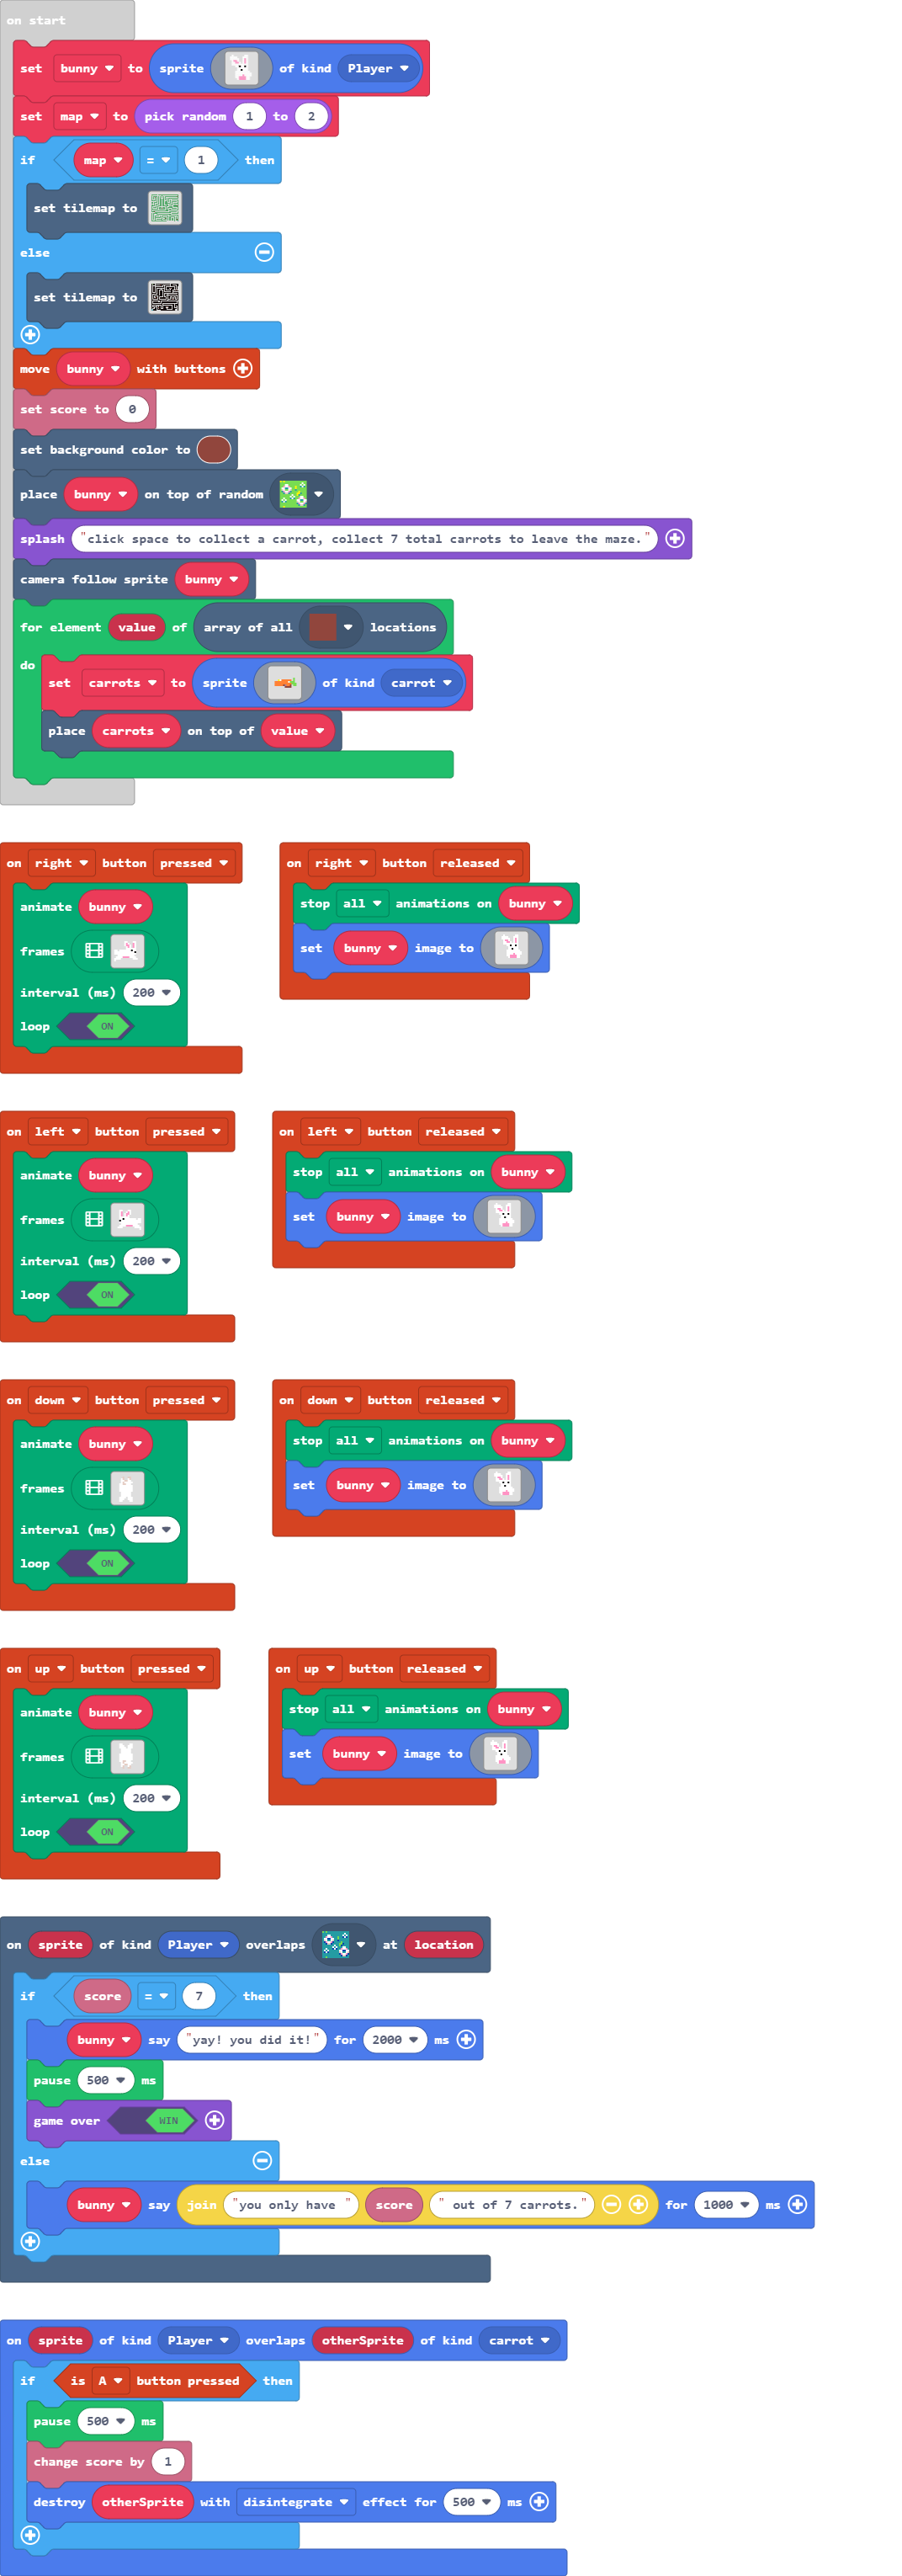 on start
set bunny to sprite of kind Player
set map to pick random 1 to 2
if map = 1 then
set tilemap to
else
set tilemap to
move bunny with buttons
set score to 0
set background color to
place bunny on top of random
splash "click space to collect a carrot, collect 7 total carrots to leave the maze."
camera follow sprite bunny
for element value of array of all locations
do
set carrots to sprite of kind carrot
place carrots on top of value
on right button pressed
animate bunny
frames
interval (ms) 200
loop ON
on right button released
stop all animations on bunny
set bunny image to
on left button pressed
animate bunny
frames
interval (ms) 200
loop ON
on left button released
stop all animations on bunny
set bunny image to
on down button pressed
animate bunny
frames
interval (ms) 200
loop ON
on down button released
stop all animations on bunny
set bunny image to
on up button pressed
animate bunny
frames
interval (ms) 200
loop ON
on up button released
stop all animations on bunny
set bunny image to
on sprite of kind Player overlaps at location
if score = 7 then
bunny say "yay! you did it!" for 2000 ms
pause 500 ms
game over WIN
else
bunny say join "you only have " score " out of 7 carrots." for 1000 ms
on sprite of kind Player overlaps otherSprite of kind carrot
if is A button pressed then
pause 500 ms
change score by 1
destroy otherSprite with disintegrate effect for 500 ms